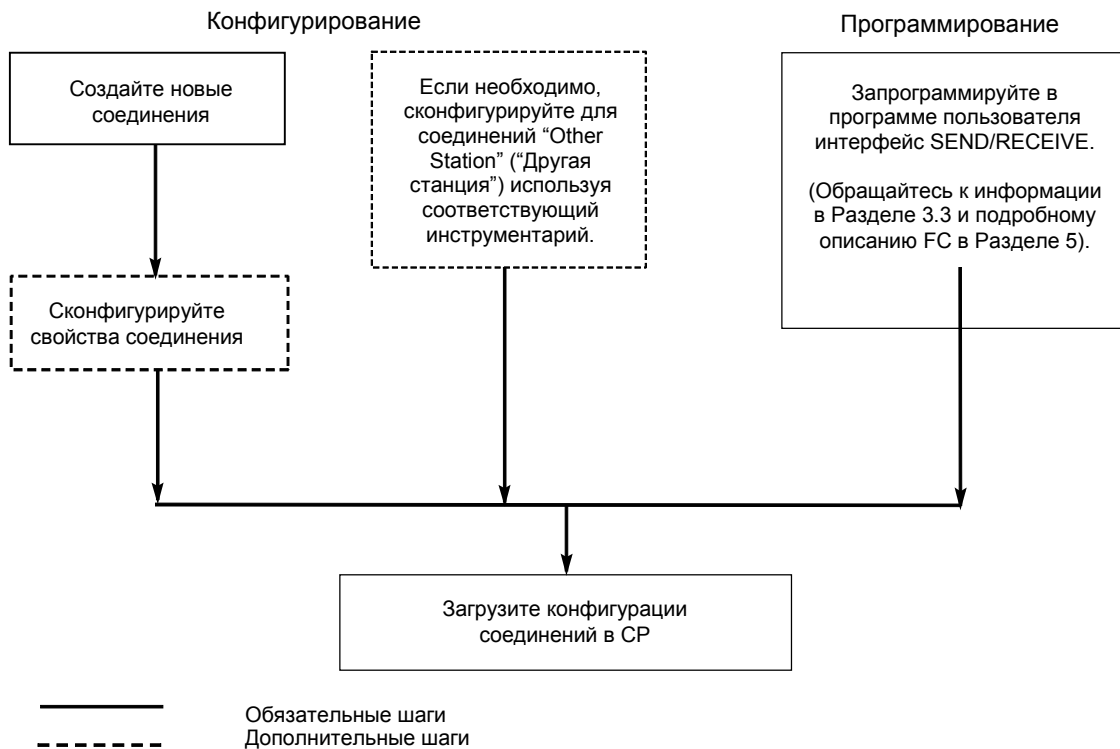 Конфигурирование
Программирование
Создайте новые
соединения
Если необходимо,
сконфигурируйте для
соединений “Other
Station” (“Другая
станция”) используя
соответствующий
инструментарий.
Запрограммируйте в
программе пользователя
интерфейс SEND/RECEIVE.
(Обращайтесь к информации
в Разделе 3.3 и подробному
описанию FC в Разделе 5).
Сконфигурируйте
свойства соединения
Загрузите конфигурации
соединений в CP
Обязательные шаги
Дополнительные шаги